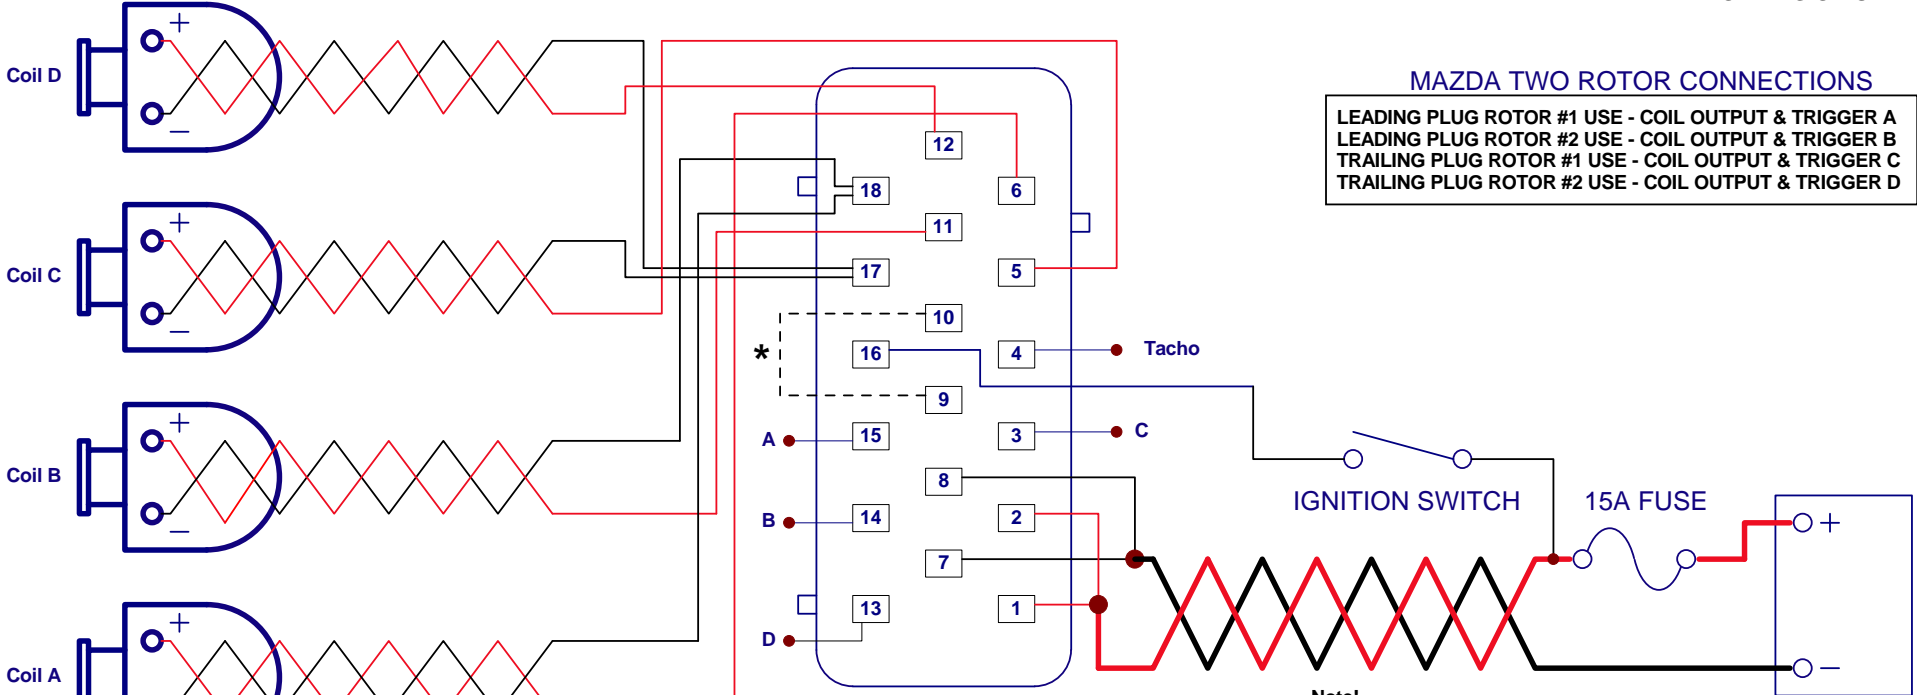 MAZDA TWO ROTOR CONNECTIONS
LEADING PLUG ROTOR #1 USE - COIL OUTPUT & TRIGGER A
LEADING PLUG ROTOR #2 USE - COIL OUTPUT & TRIGGER B
TRAILING PLUG ROTOR #1 USE - COIL OUTPUT & TRIGGER C
TRAILING PLUG ROTOR #2 USE - COIL OUTPUT & TRIGGER D
Coil D
+
−
Coil C
+
−
Coil B
+
−
Coil A
+
12
18
6
11
17
5
10
*
16
4
Tacho
9
A
15
3
C
8
B
14
2
7
D
13
1
IGNITION SWITCH
15A FUSE
+
−
Note!